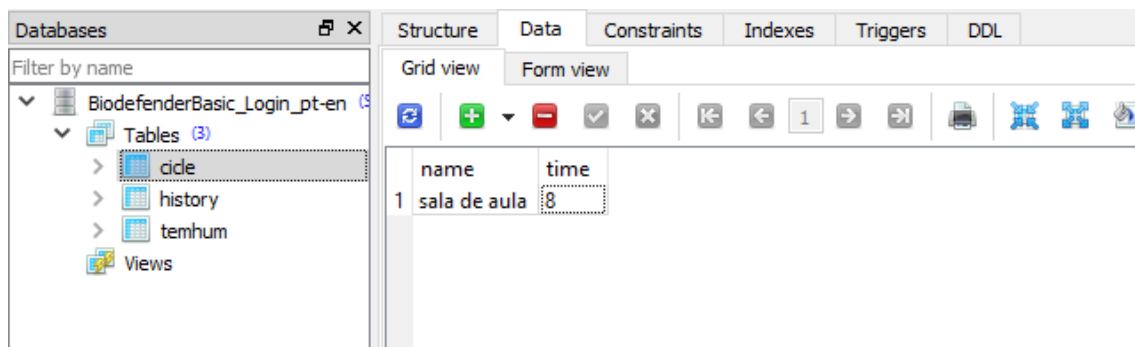 Databases
Filter by name
BiodefenderBasic_Login_pt-en
Tables (3)
cicle
history
temhum
Views
Structure Data Constraints Indexes Triggers DDL
Grid view Form view
1
name time
1 sala de aula 8